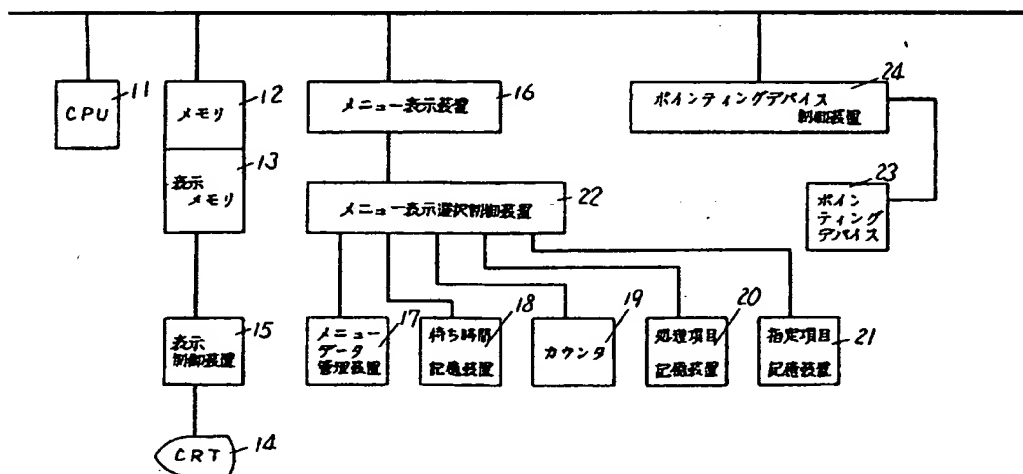 CPU
11
メモリ
12
表示
メモリ
13
メニュー表示装置
16
ポインティングデバイス
制御装置
24
メニュー表示選択制御装置
22
ポイン
ティング
デバイス
23
表示
制御装置
15
メニュー
データ
管理装置
17
待ち時間
記憶装置
18
カウンタ
19
処理項目
記憶装置
20
指定項目
記憶装置
21
CRT
14